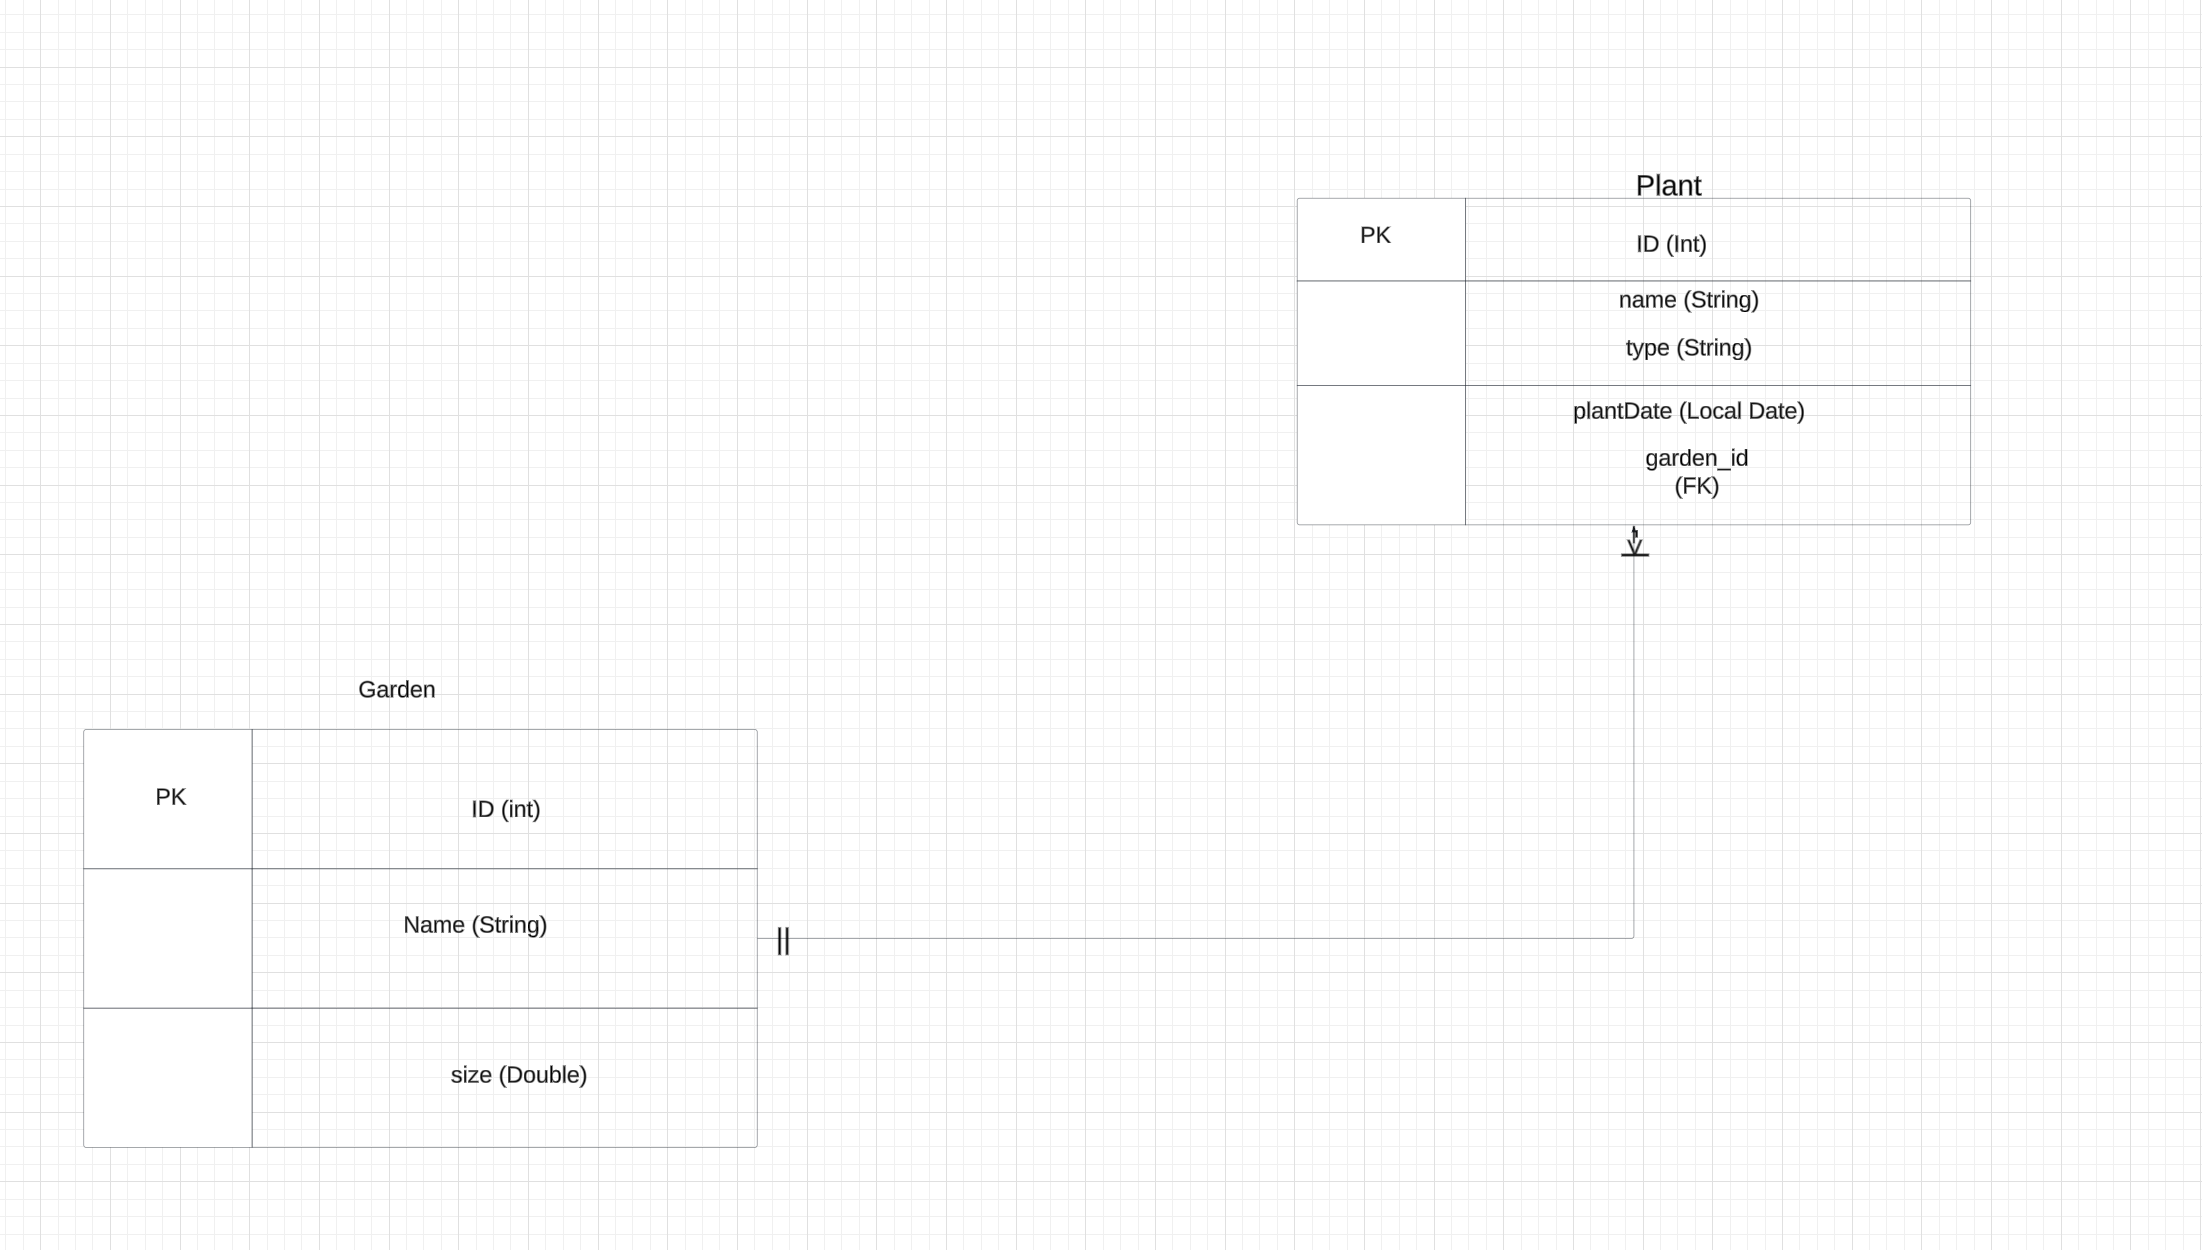 Plant
PK
ID (Int)
name (String)
type (String)
plantDate (Local Date)
garden_id
(FK)
Garden
PK
ID (int)
Name (String)
size (Double)